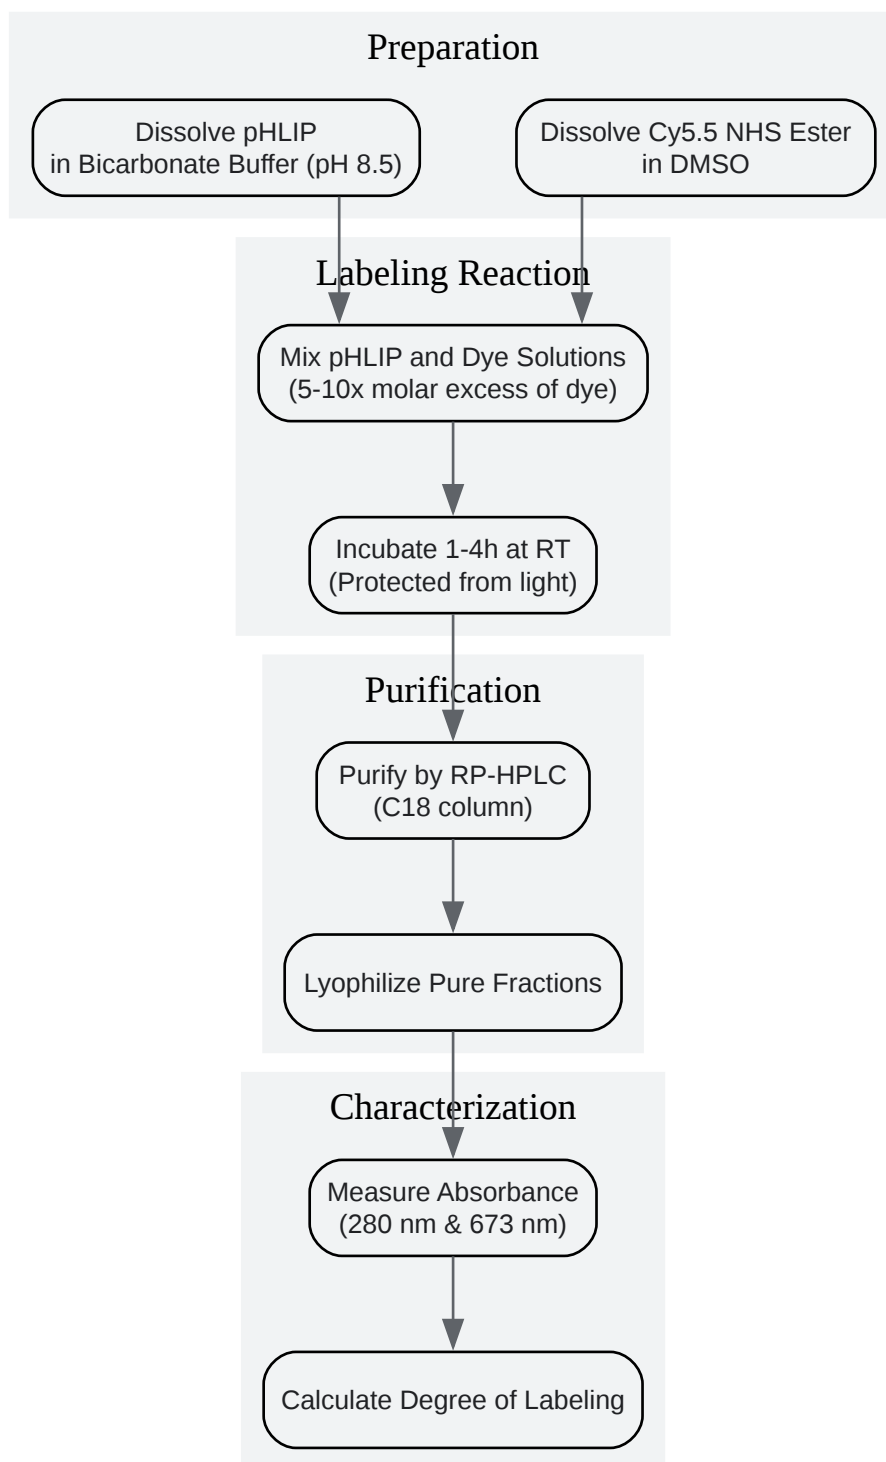 Preparation
Dissolve pHLIP
in Bicarbonate Buffer (pH 8.5)
Dissolve Cy5.5 NHS Ester
in DMSO
Labeling Reaction
Mix pHLIP and Dye Solutions
(5-10x molar excess of dye)
Incubate 1-4h at RT
(Protected from light)
Purification
Purify by RP-HPLC
(C18 column)
Lyophilize Pure Fractions
Characterization
Measure Absorbance
(280 nm & 673 nm)
Calculate Degree of Labeling